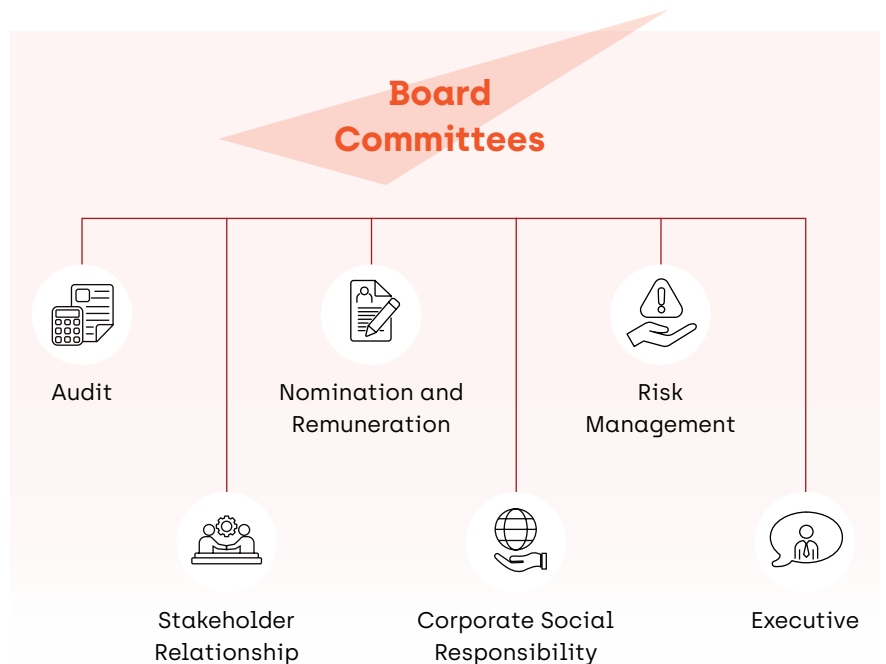 Board
Committees
Audit
Nomination and
Remuneration
Risk
Management
Stakeholder
Relationship
Corporate Social
Responsibility
Executive